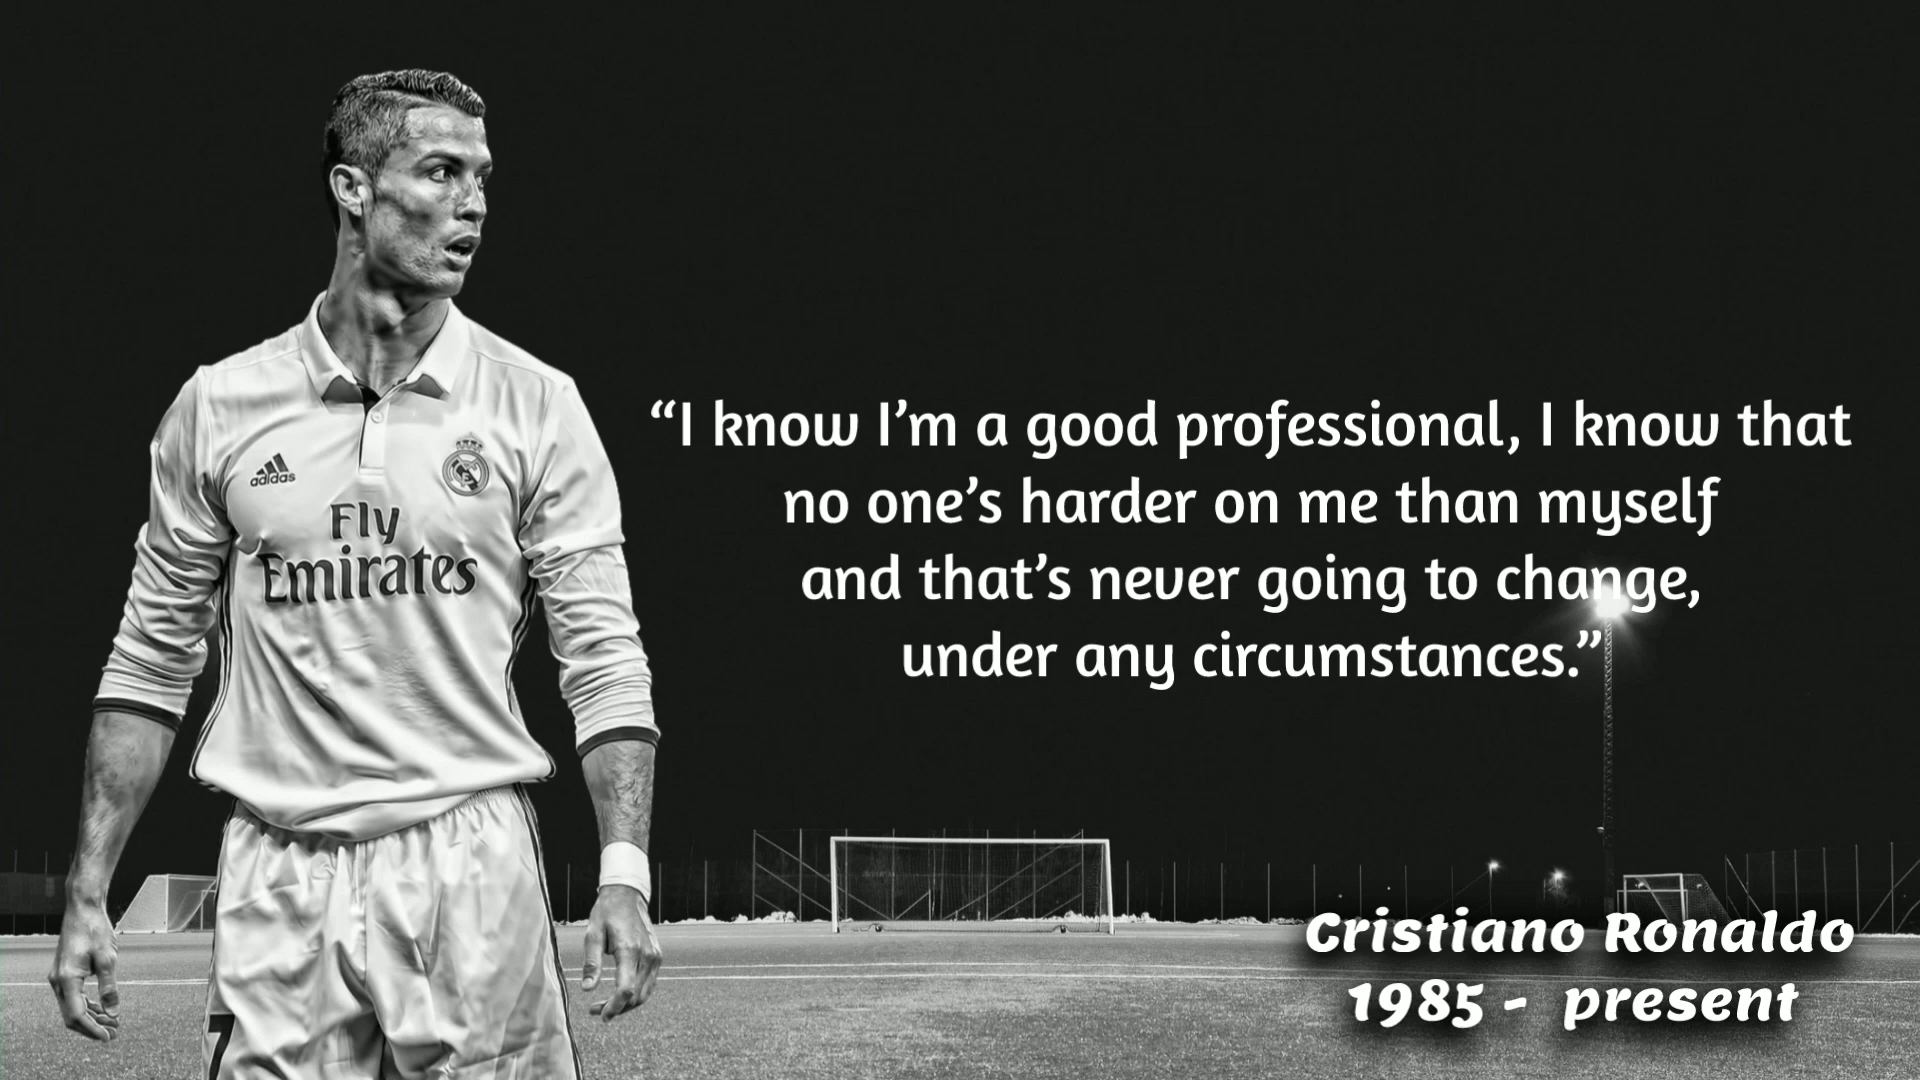 “I know I’m a good professional, I know that
no one’s harder on me than myself
and that’s never going to change,
under any circumstances.”
adidas
Fly
Emirates
Cristiano Ronaldo
1985 - present
7